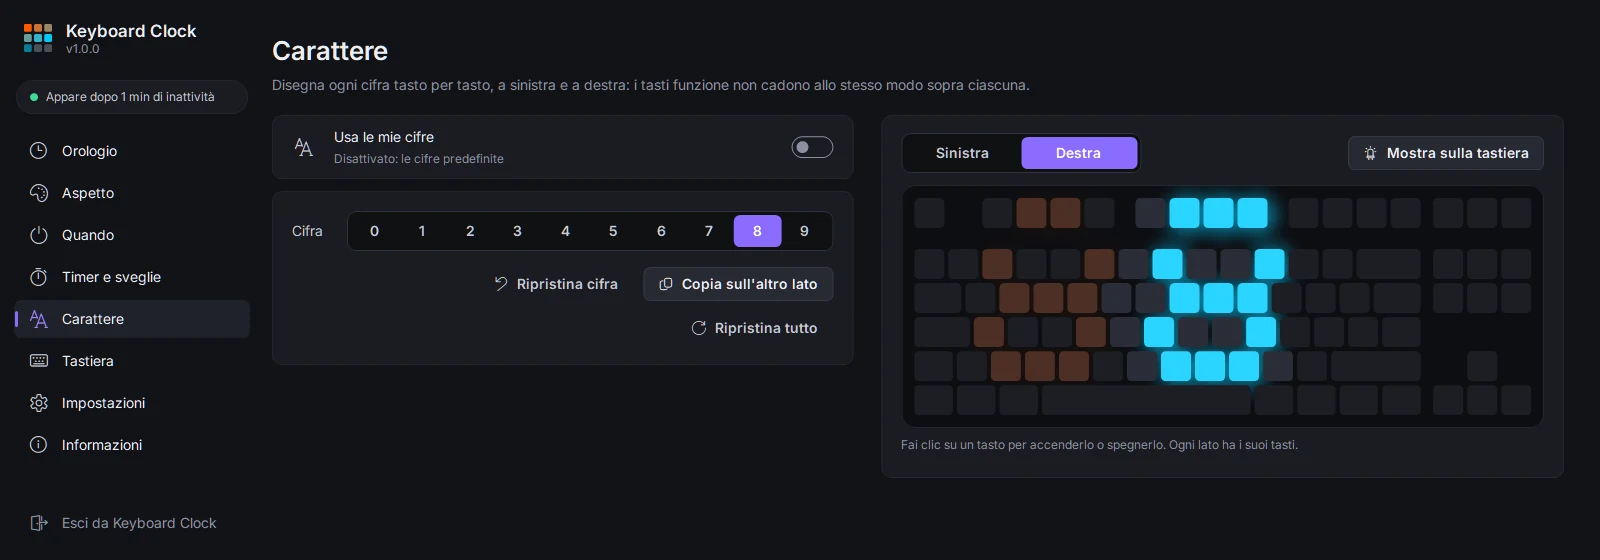 Keyboard Clock
v1.0.0
Appare dopo 1 min di inattività
Orologio
Aspetto
Quando
Timer e sveglie
Carattere
Tastiera
Impostazioni
Informazioni
Esci da Keyboard Clock
Carattere
Disegna ogni cifra tasto per tasto, a sinistra e a destra: i tasti funzione non cadono allo stesso modo sopra ciascuna.
Usa le mie cifre
Disattivato: le cifre predefinite
Cifra 0 1 2 3 4 5 6 7 8 9
Ripristina cifra
Copia sull'altro lato
Ripristina tutto
Sinistra
Destra
Mostra sulla tastiera
Fai clic su un tasto per accenderlo o spegnerlo. Ogni lato ha i suoi tasti.